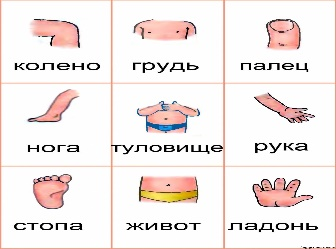 колено грудь палец
нога туловище рука
стопа живот ладонь